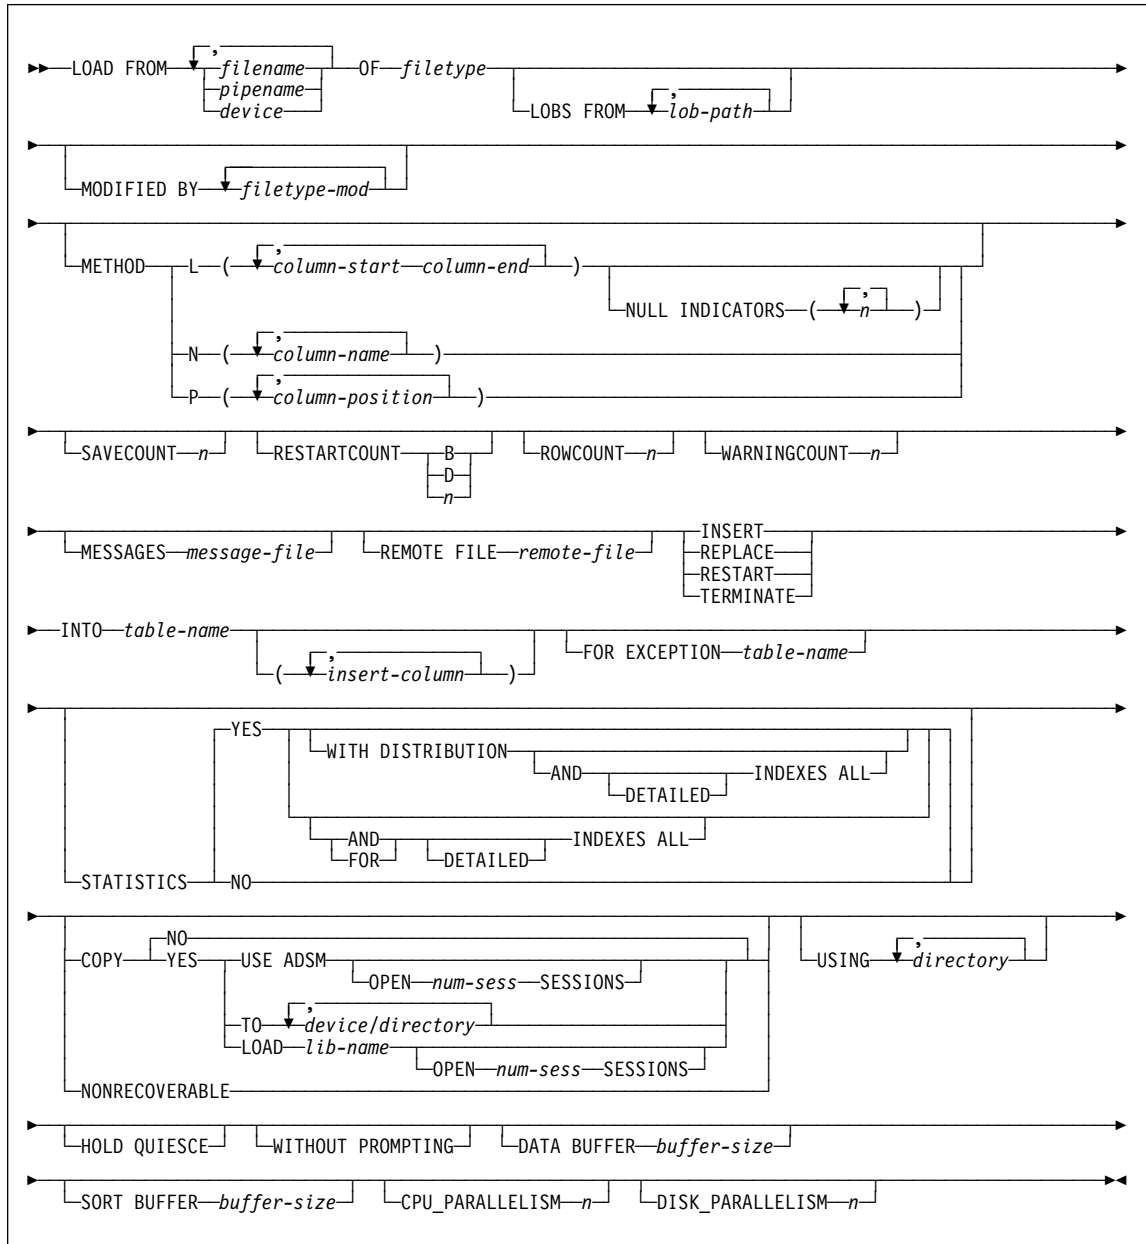 ,
LOAD FROM filename OF filetype
pipename ,
device LOBS FROM lob-path
MODIFIED BY filetype-mod
,
METHOD L ( column-start column-end )
,
NULL INDICATORS ( n )
,
N ( column-name )
,
P ( column-position )
SAVECOUNT n RESTARTCOUNT B ROWCOUNT n WARNINGCOUNT n
D
n
INSERT
MESSAGES message-file REMOTE FILE remote-file REPLACE
RESTART
TERMINATE
INTO table-name FOR EXCEPTION table-name
,
( insert-column )
YES
WITH DISTRIBUTION
AND INDEXES ALL
DETAILED
AND INDEXES ALL
FOR DETAILED
STATISTICS NO
NO ,
COPY YES USE ADSM USING directory
OPEN num-sess SESSIONS
,
TO device/directory
LOAD lib-name
OPEN num-sess SESSIONS
NONRECOVERABLE
HOLD QUIESCE WITHOUT PROMPTING DATA BUFFER buffer-size
SORT BUFFER buffer-size CPU_PARALLELISM n DISK_PARALLELISM n